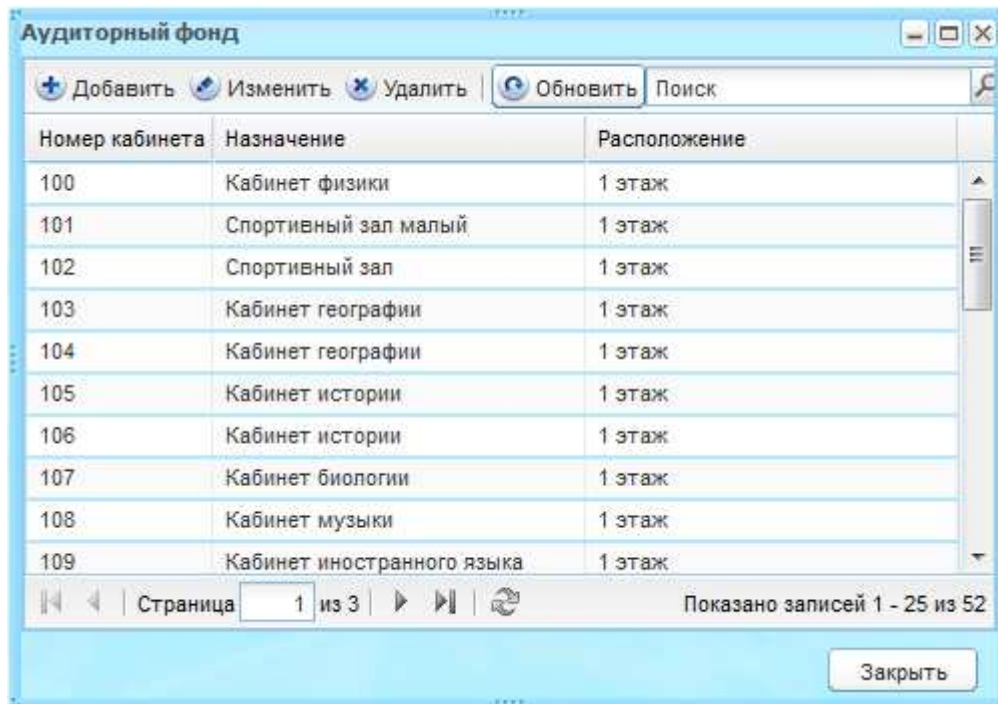 Аудиторный фонд
Добавить Изменить Удалить Обновить Поиск
Номер кабинета Назначение Расположение
100 Кабинет физики 1 этаж
101 Спортивный зал малый 1 этаж
102 Спортивный зал 1 этаж
103 Кабинет географии 1 этаж
104 Кабинет географии 1 этаж
105 Кабинет истории 1 этаж
106 Кабинет истории 1 этаж
107 Кабинет биологии 1 этаж
108 Кабинет музыки 1 этаж
109 Кабинет иностранного языка 1 этаж
Страница 1 из 3 Показано записей 1 - 25 из 52
Закрыть